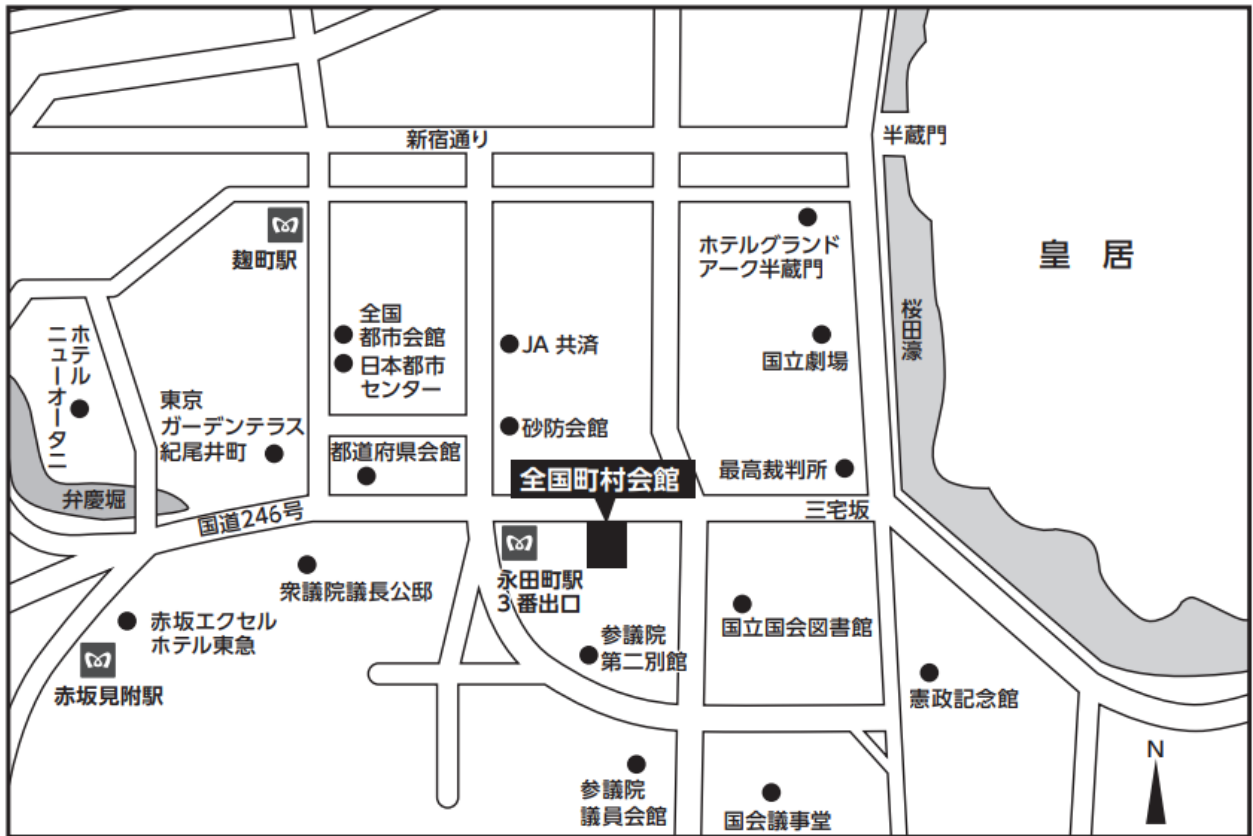 新宿通り
半蔵門
麹町駅
ホテルグランド
アーク半蔵門
皇 居
全国
都市会館
日本都市
センター
JA 共済
国立劇場
桜田濠
ホテル
ニューオータニ
東京
ガーデンテラス
紀尾井町
砂防会館
都道府県会館
全国町村会館
最高裁判所
弁慶堀
国道246号
三宅坂
永田町駅
3 番出口
衆議院議長公邸
赤坂エクセル
ホテル東急
参議院
第二別館
国立国会図書館
赤坂見附駅
憲政記念館
N
参議院
議員会館
国会議事堂